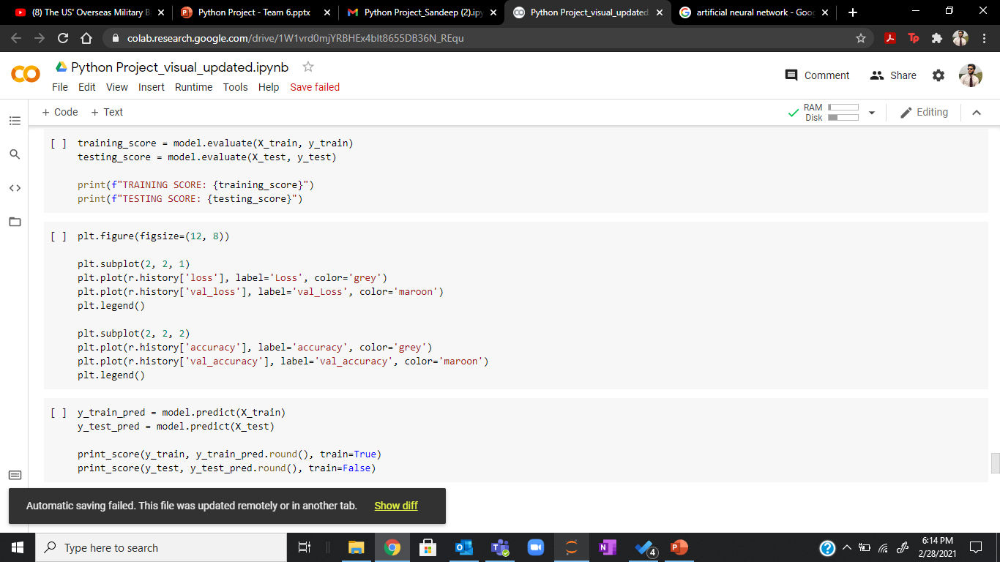 (8) The US' Overseas Military B
Python Project - Team 6.pptx
Python Project_Sandeep (2).ipy
Python Project_visual_updated.
artificial neural network - Goog
colab.research.google.com/drive/1W1vrd0mjYRBHEx4blt8655DB36N_REqu
Python Project_visual_updated.ipynb
Comment
Share
File Edit View Insert Runtime Tools Help Save failed
+ Code + Text
RAM
Disk
Editing
[ ] training_score = model.evaluate(X_train, y_train)
testing_score = model.evaluate(X_test, y_test)
print(f"TRAINING SCORE: {training_score}")
print(f"TESTING SCORE: {testing_score}")
[ ] plt.figure(figsize=(12, 8))
plt.subplot(2, 2, 1)
plt.plot(r.history['loss'], label='Loss', color='grey')
plt.plot(r.history['val_loss'], label='val_Loss', color='maroon')
plt.legend()
plt.subplot(2, 2, 2)
plt.plot(r.history['accuracy'], label='accuracy', color='grey')
plt.plot(r.history['val_accuracy'], label='val_accuracy', color='maroon')
plt.legend()
[ ] y_train_pred = model.predict(X_train)
y_test_pred = model.predict(X_test)
print_score(y_train, y_train_pred.round(), train=True)
print_score(y_test, y_test_pred.round(), train=False)
Automatic saving failed. This file was updated remotely or in another tab. Show diff
Type here to search
4
6:14 PM
2/28/2021